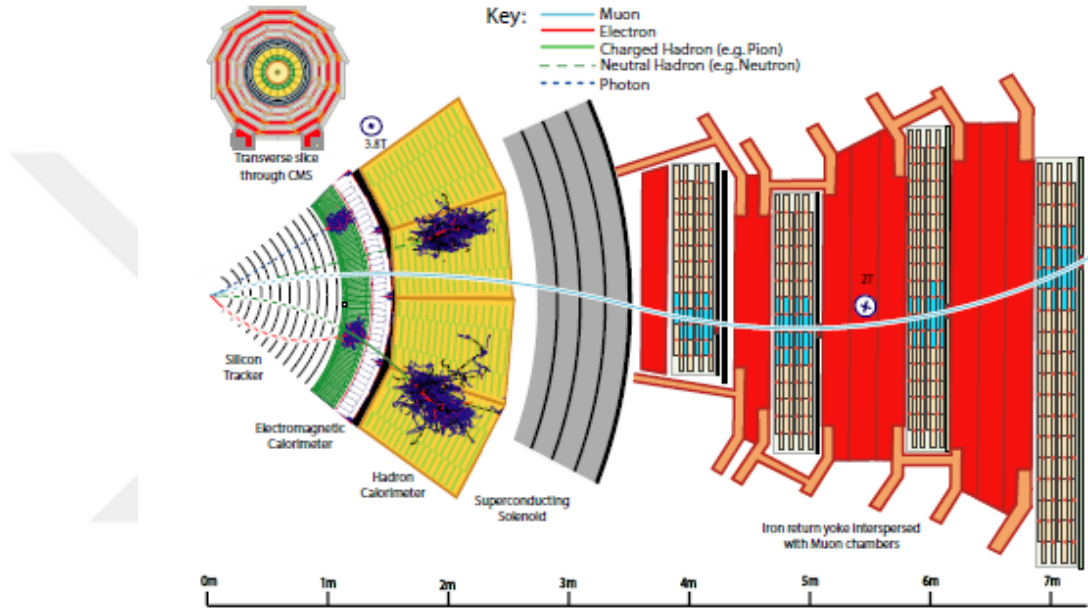 Key:
Muon
Electron
Charged Hadron (e.g. Pion)
Neutral Hadron (e.g. Neutron)
Photon
3.8T
Transverse slice
through CMS
2T
Silicon
Tracker
Electromagnetic
Calorimeter
Hadron
Calorimeter
Superconducting
Solenoid
Iron return yoke interspersed
with Muon chambers
0m 1m 2m 3m 4m 5m 6m 7m